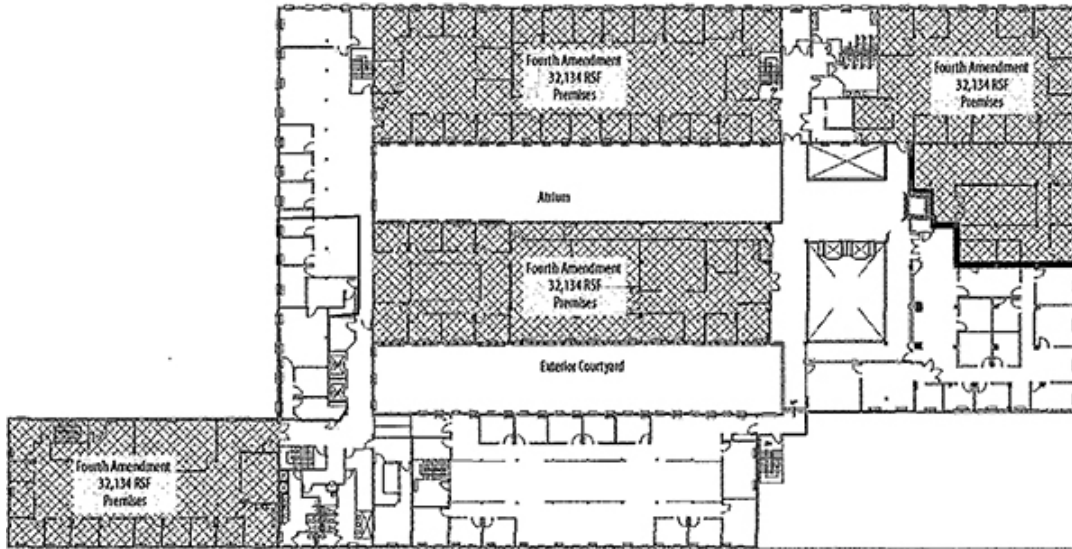 Fourth Amendment
32,134 RSF
Premises
Fourth Amendment
32,134 RSF
Premises
Atrium
Fourth Amendment
32,134 RSF
Premises
Exterior Courtyard
Fourth Amendment
32,134 RSF
Premises